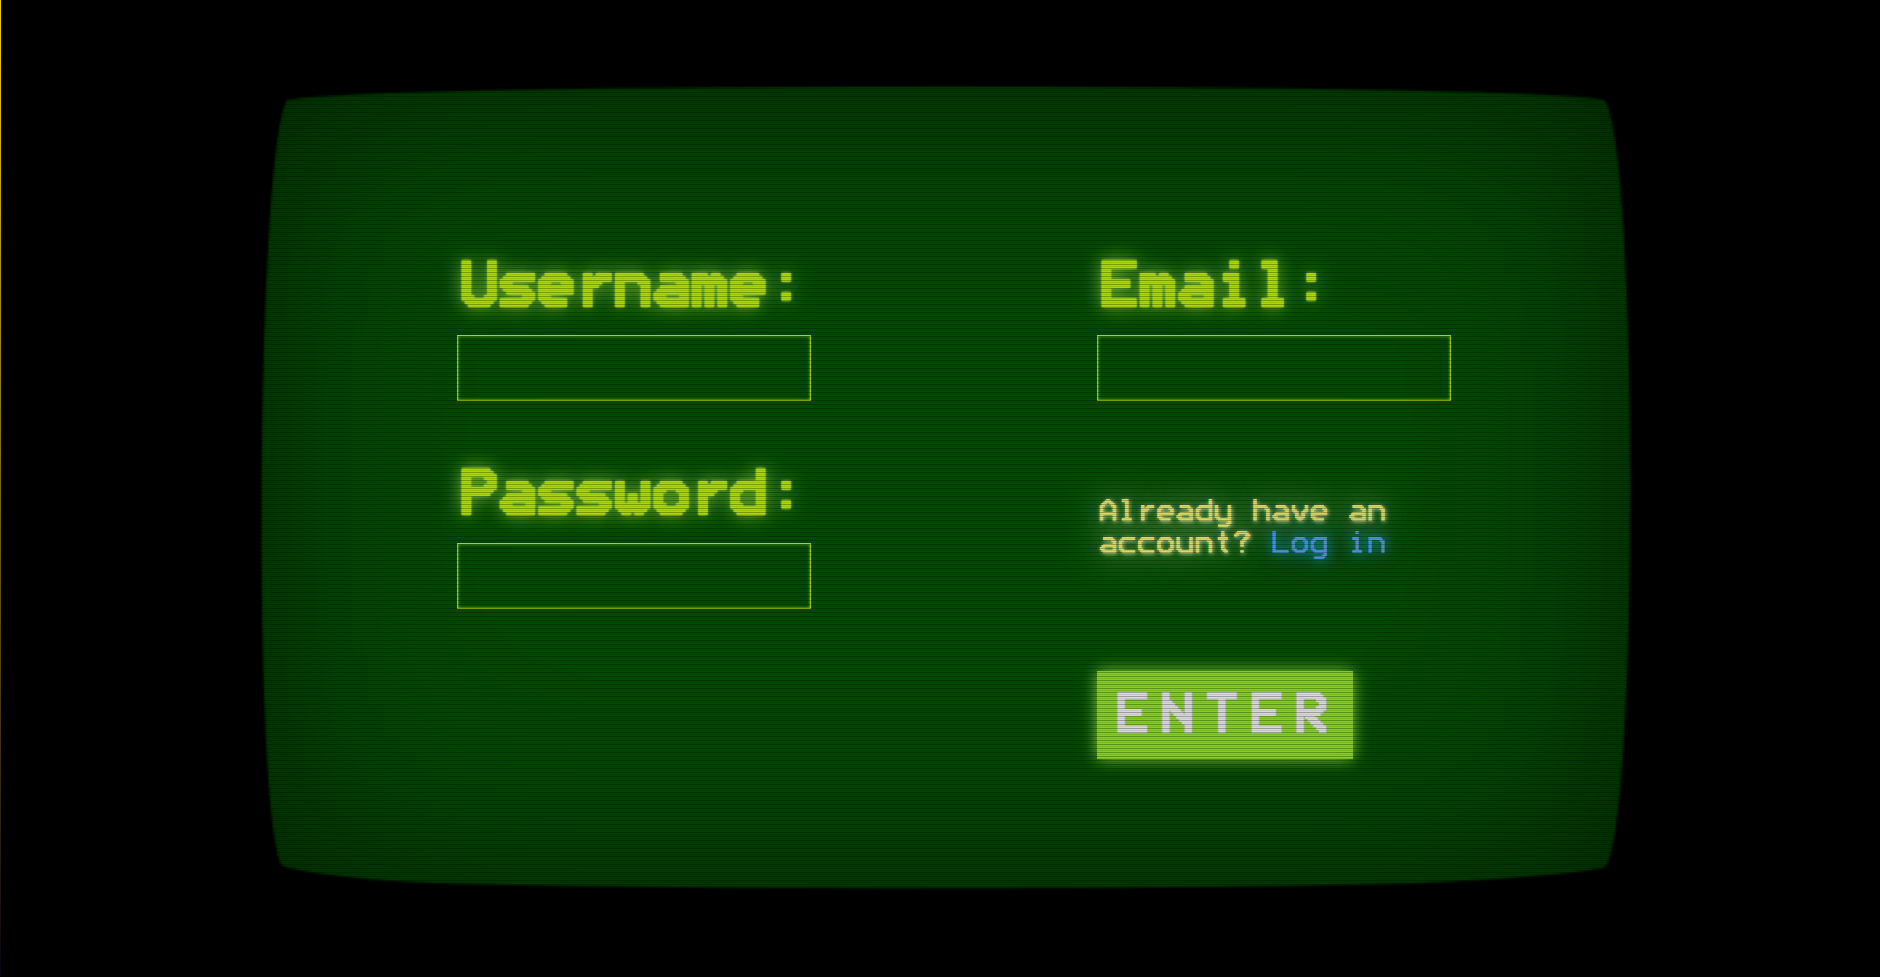 Username:
Email:
Password:
Already have an
account? Log in
ENTER